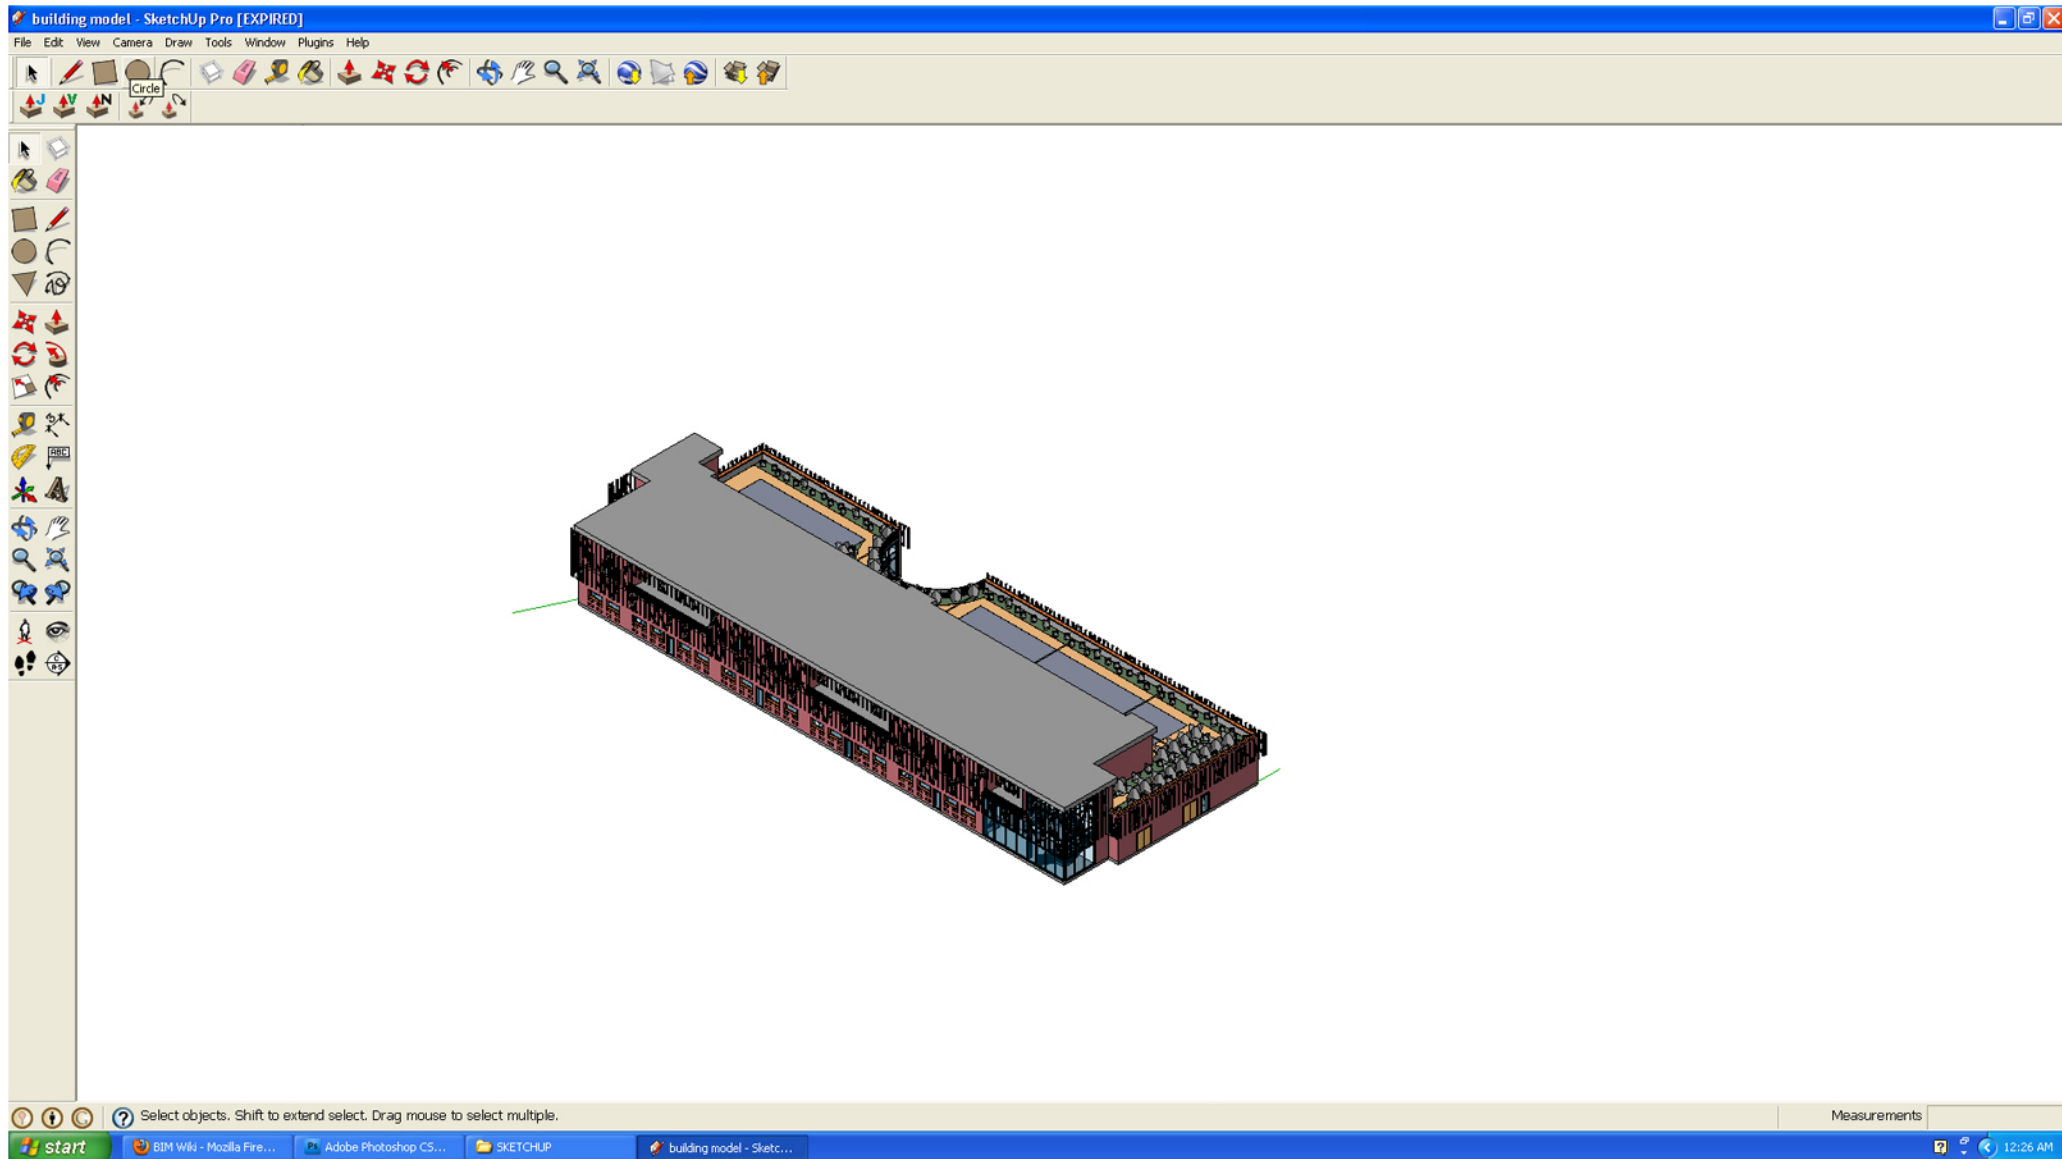 building model - SketchUp Pro [EXPIRED]
File Edit View Camera Draw Tools Window Plugins Help
Circle
J V N
ABC
A
Select objects. Shift to extend select. Drag mouse to select multiple.
Measurements
start
BIM Wiki - Mozilla Fire...
Ps Adobe Photoshop CS...
SKETCHUP
building model - Sketc...
12:26 AM